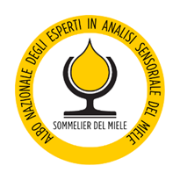 ALBO NAZIONALE DEGLI ESPERTI IN ANALISI SENSORIALE DEL MIELE
SOMMELIER DEL MIELE